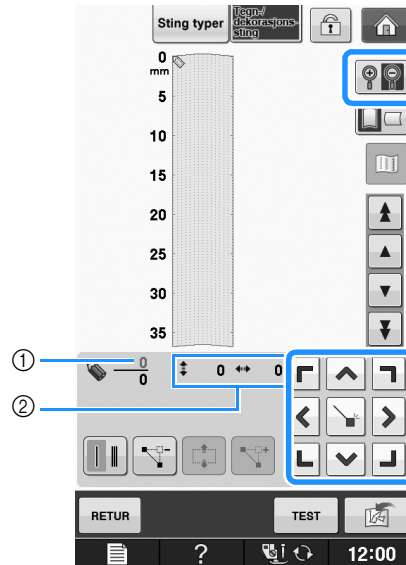 Sting typer
Tegn-/
dekorasjons-
sting
0
mm
5
10
15
20
25
30
35
① 0
0
0 0
②
RETUR TEST
? 12:00